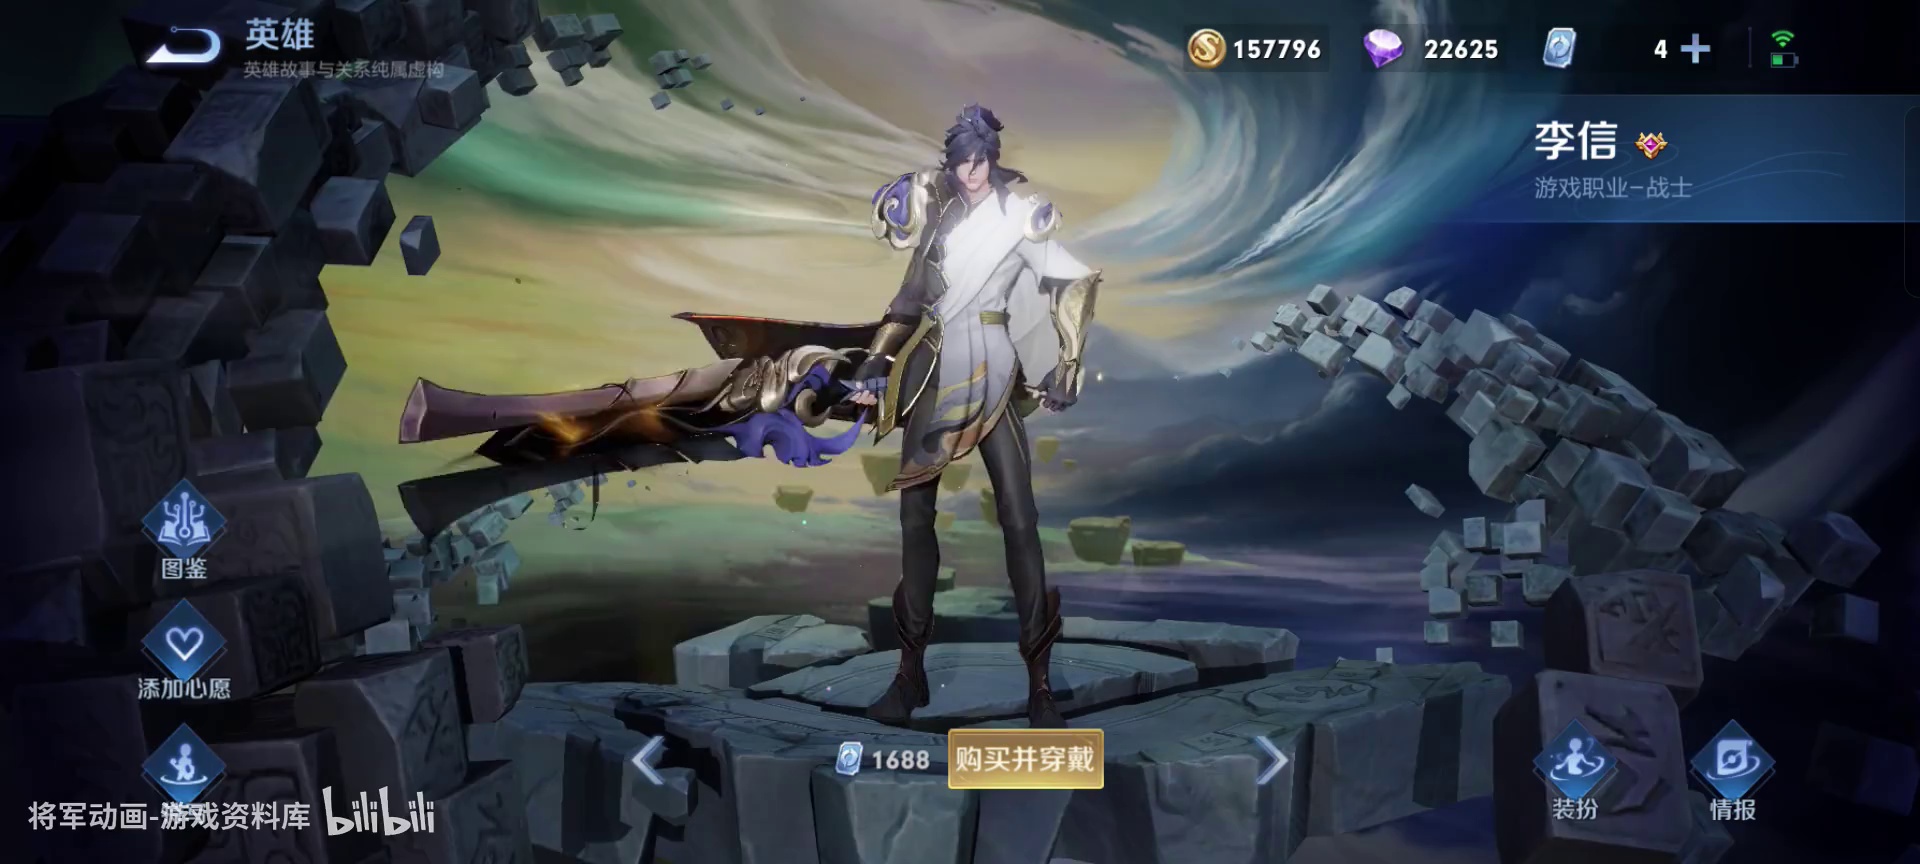 英雄
英雄故事与关系纯属虚构
157796
22625
4
李信
游戏职业-战士
图鉴
添加心愿
1688
购买并穿戴
装扮
情报
将军动画-游戏资料库 bilibili